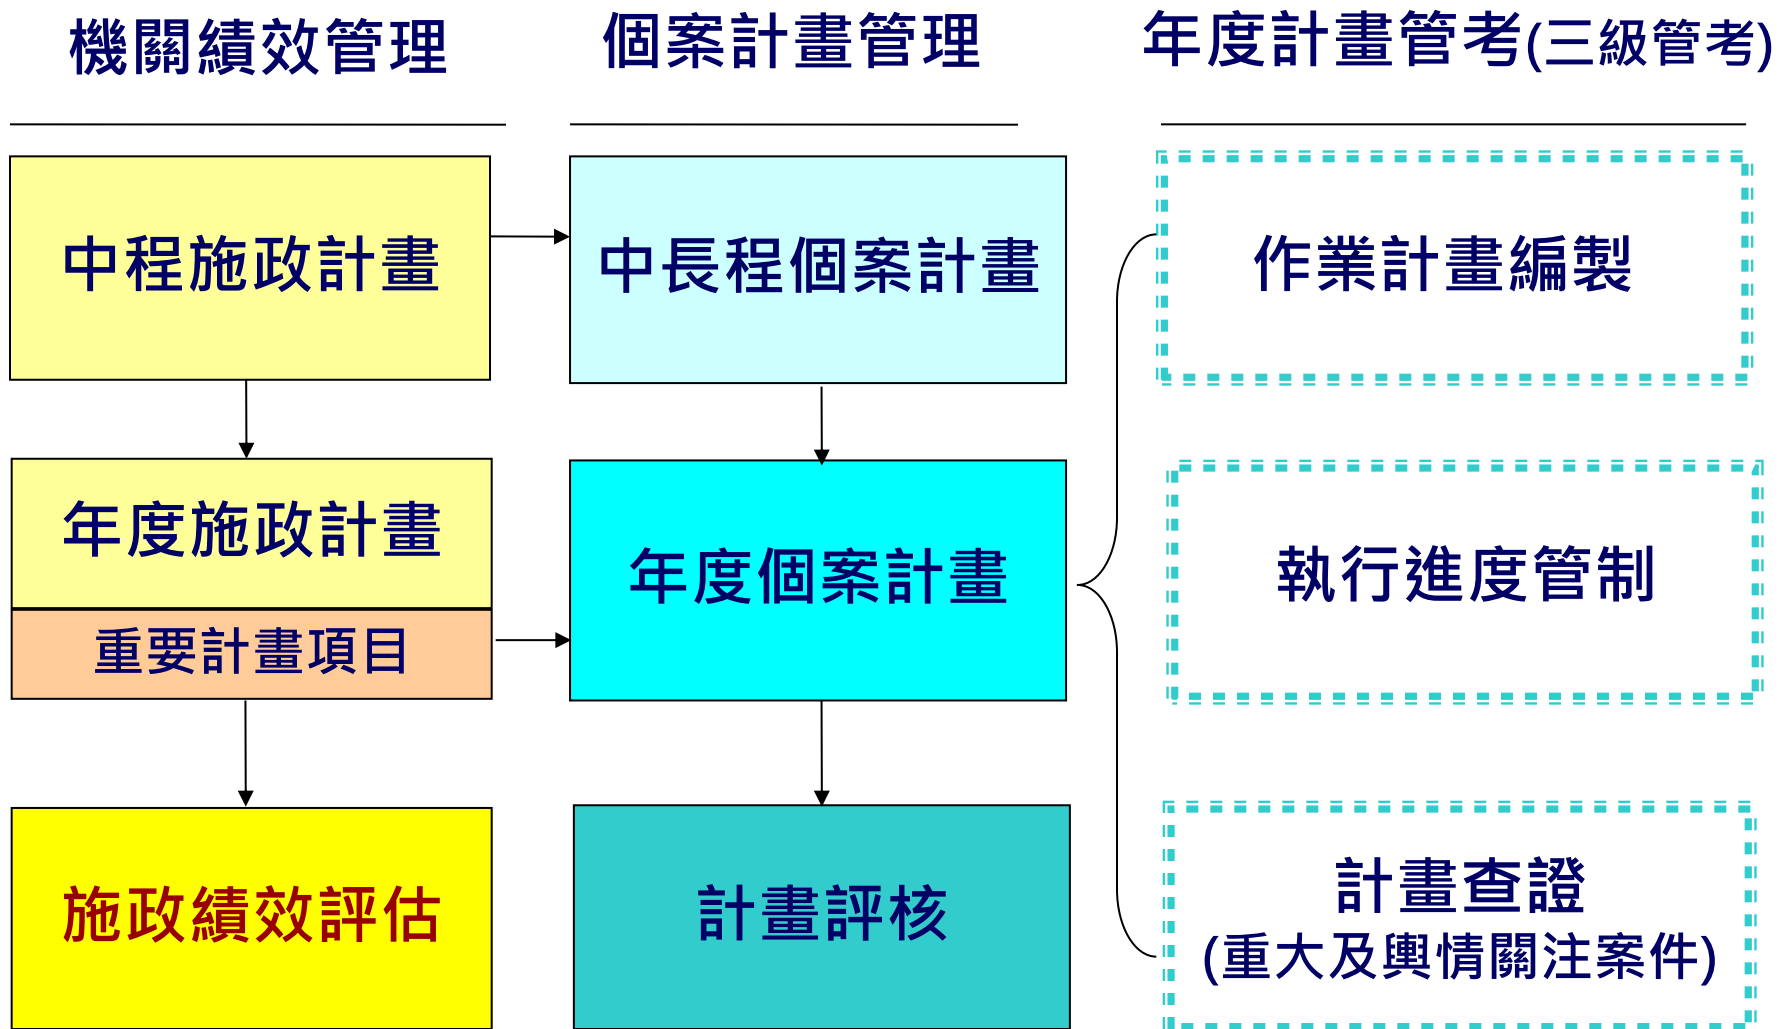 機關績效管理
個案計畫管理
年度計畫管考(三級管考)
中程施政計畫
中長程個案計畫
作業計畫編製
年度施政計畫
重要計畫項目
年度個案計畫
執行進度管制
施政績效評估
計畫評核
計畫查證
(重大及輿情關注案件)